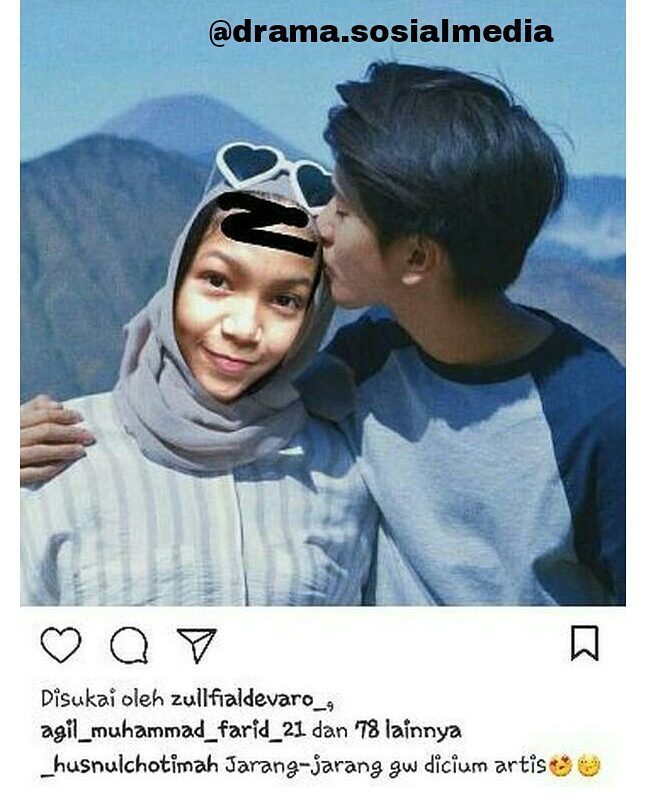 @drama.sosialmedia
Disukai oleh zullfialdevaro_,
agil_muhammad_farid_21 dan 78 lainnya
_husnulchotimah Jarang-jarang gw dicium artis😍😊